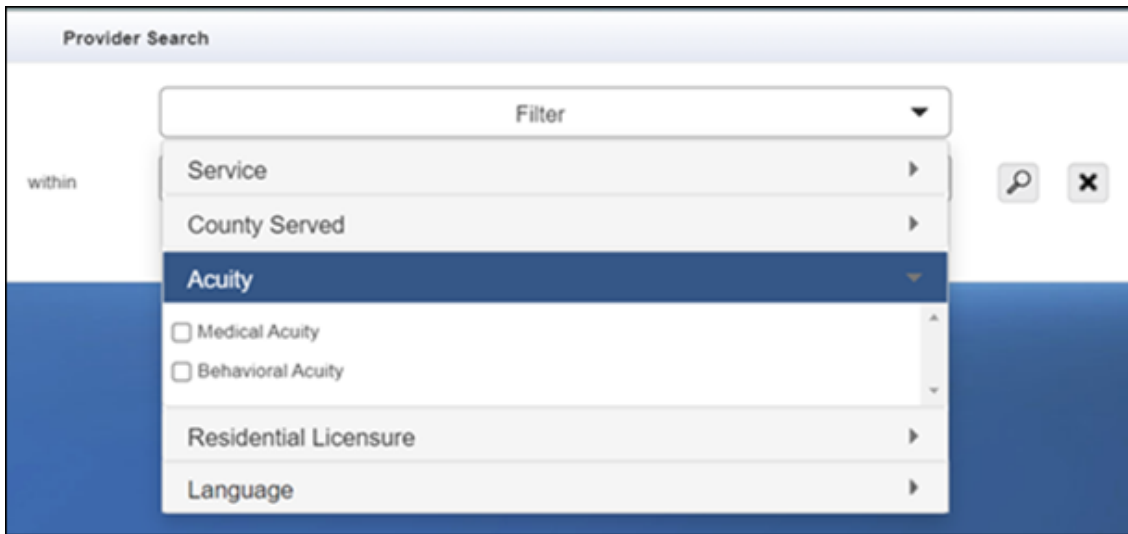 Provider Search
Filter
within
Service
County Served
Acuity
Medical Acuity
Behavioral Acuity
Residential Licensure
Language